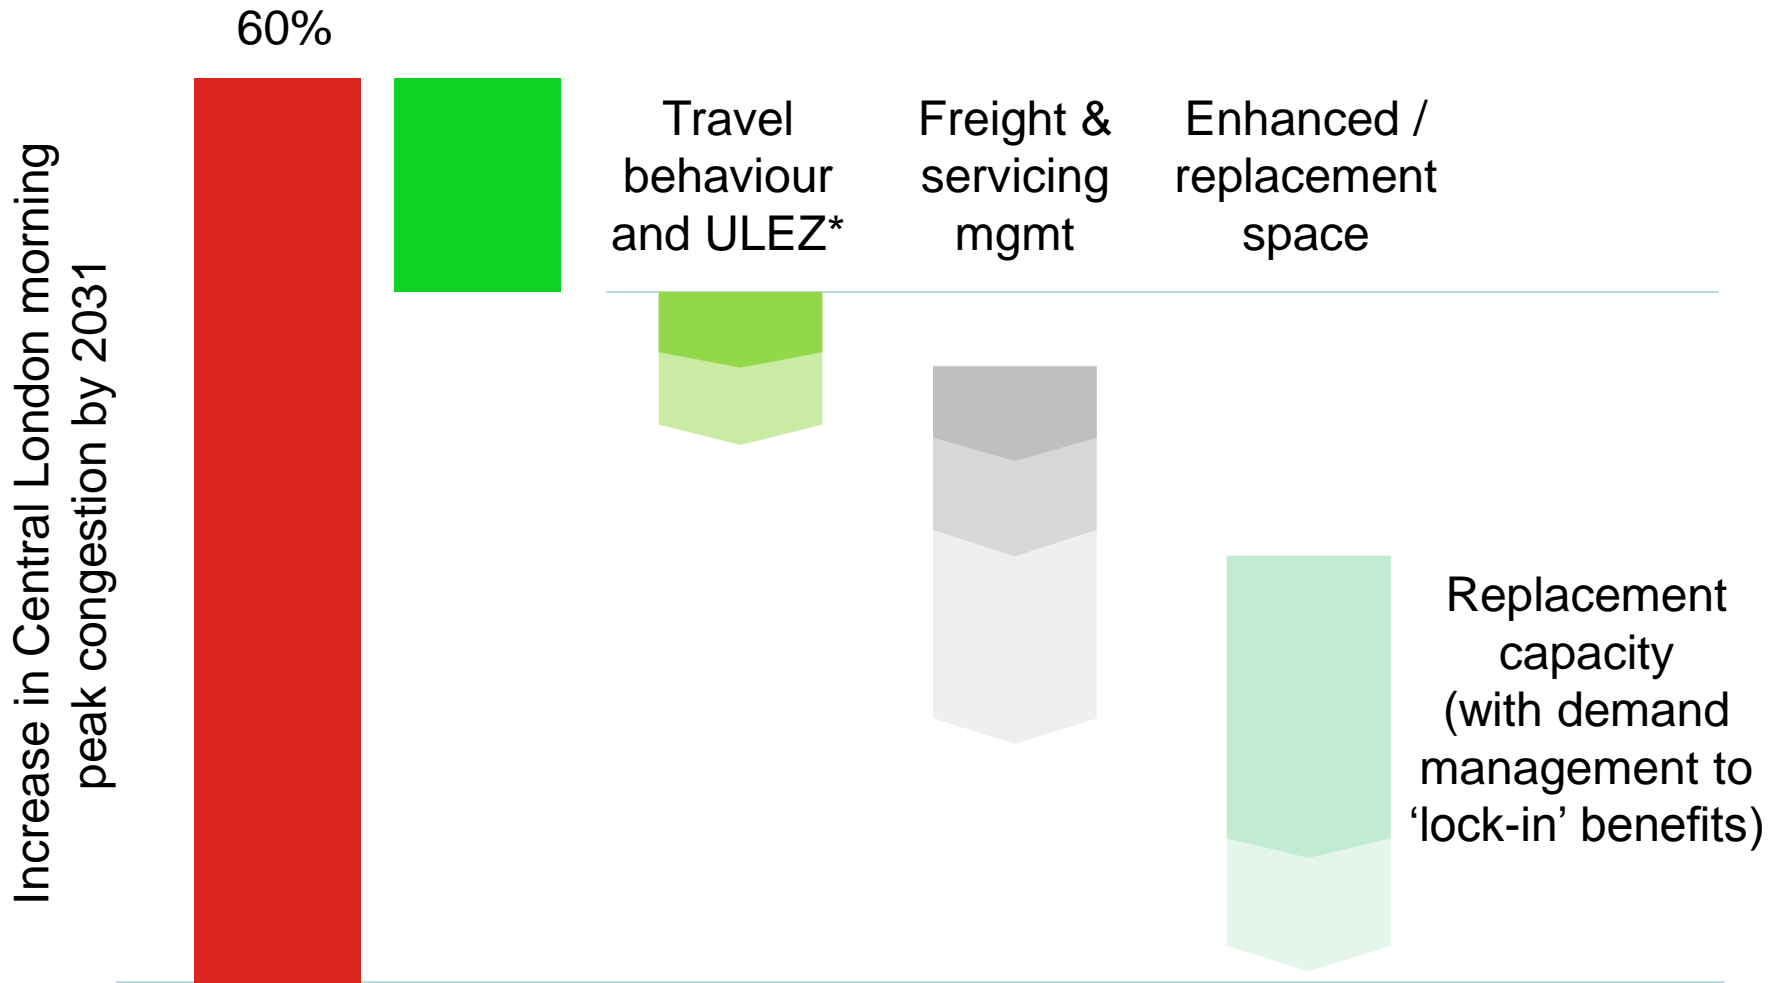 60%
Increase in Central London morning
peak congestion by 2031
Travel
behaviour
and ULEZ*
Freight &
servicing
mgmt
Enhanced /
replacement
space
Replacement
capacity
(with demand
management to
‘lock-in’ benefits)